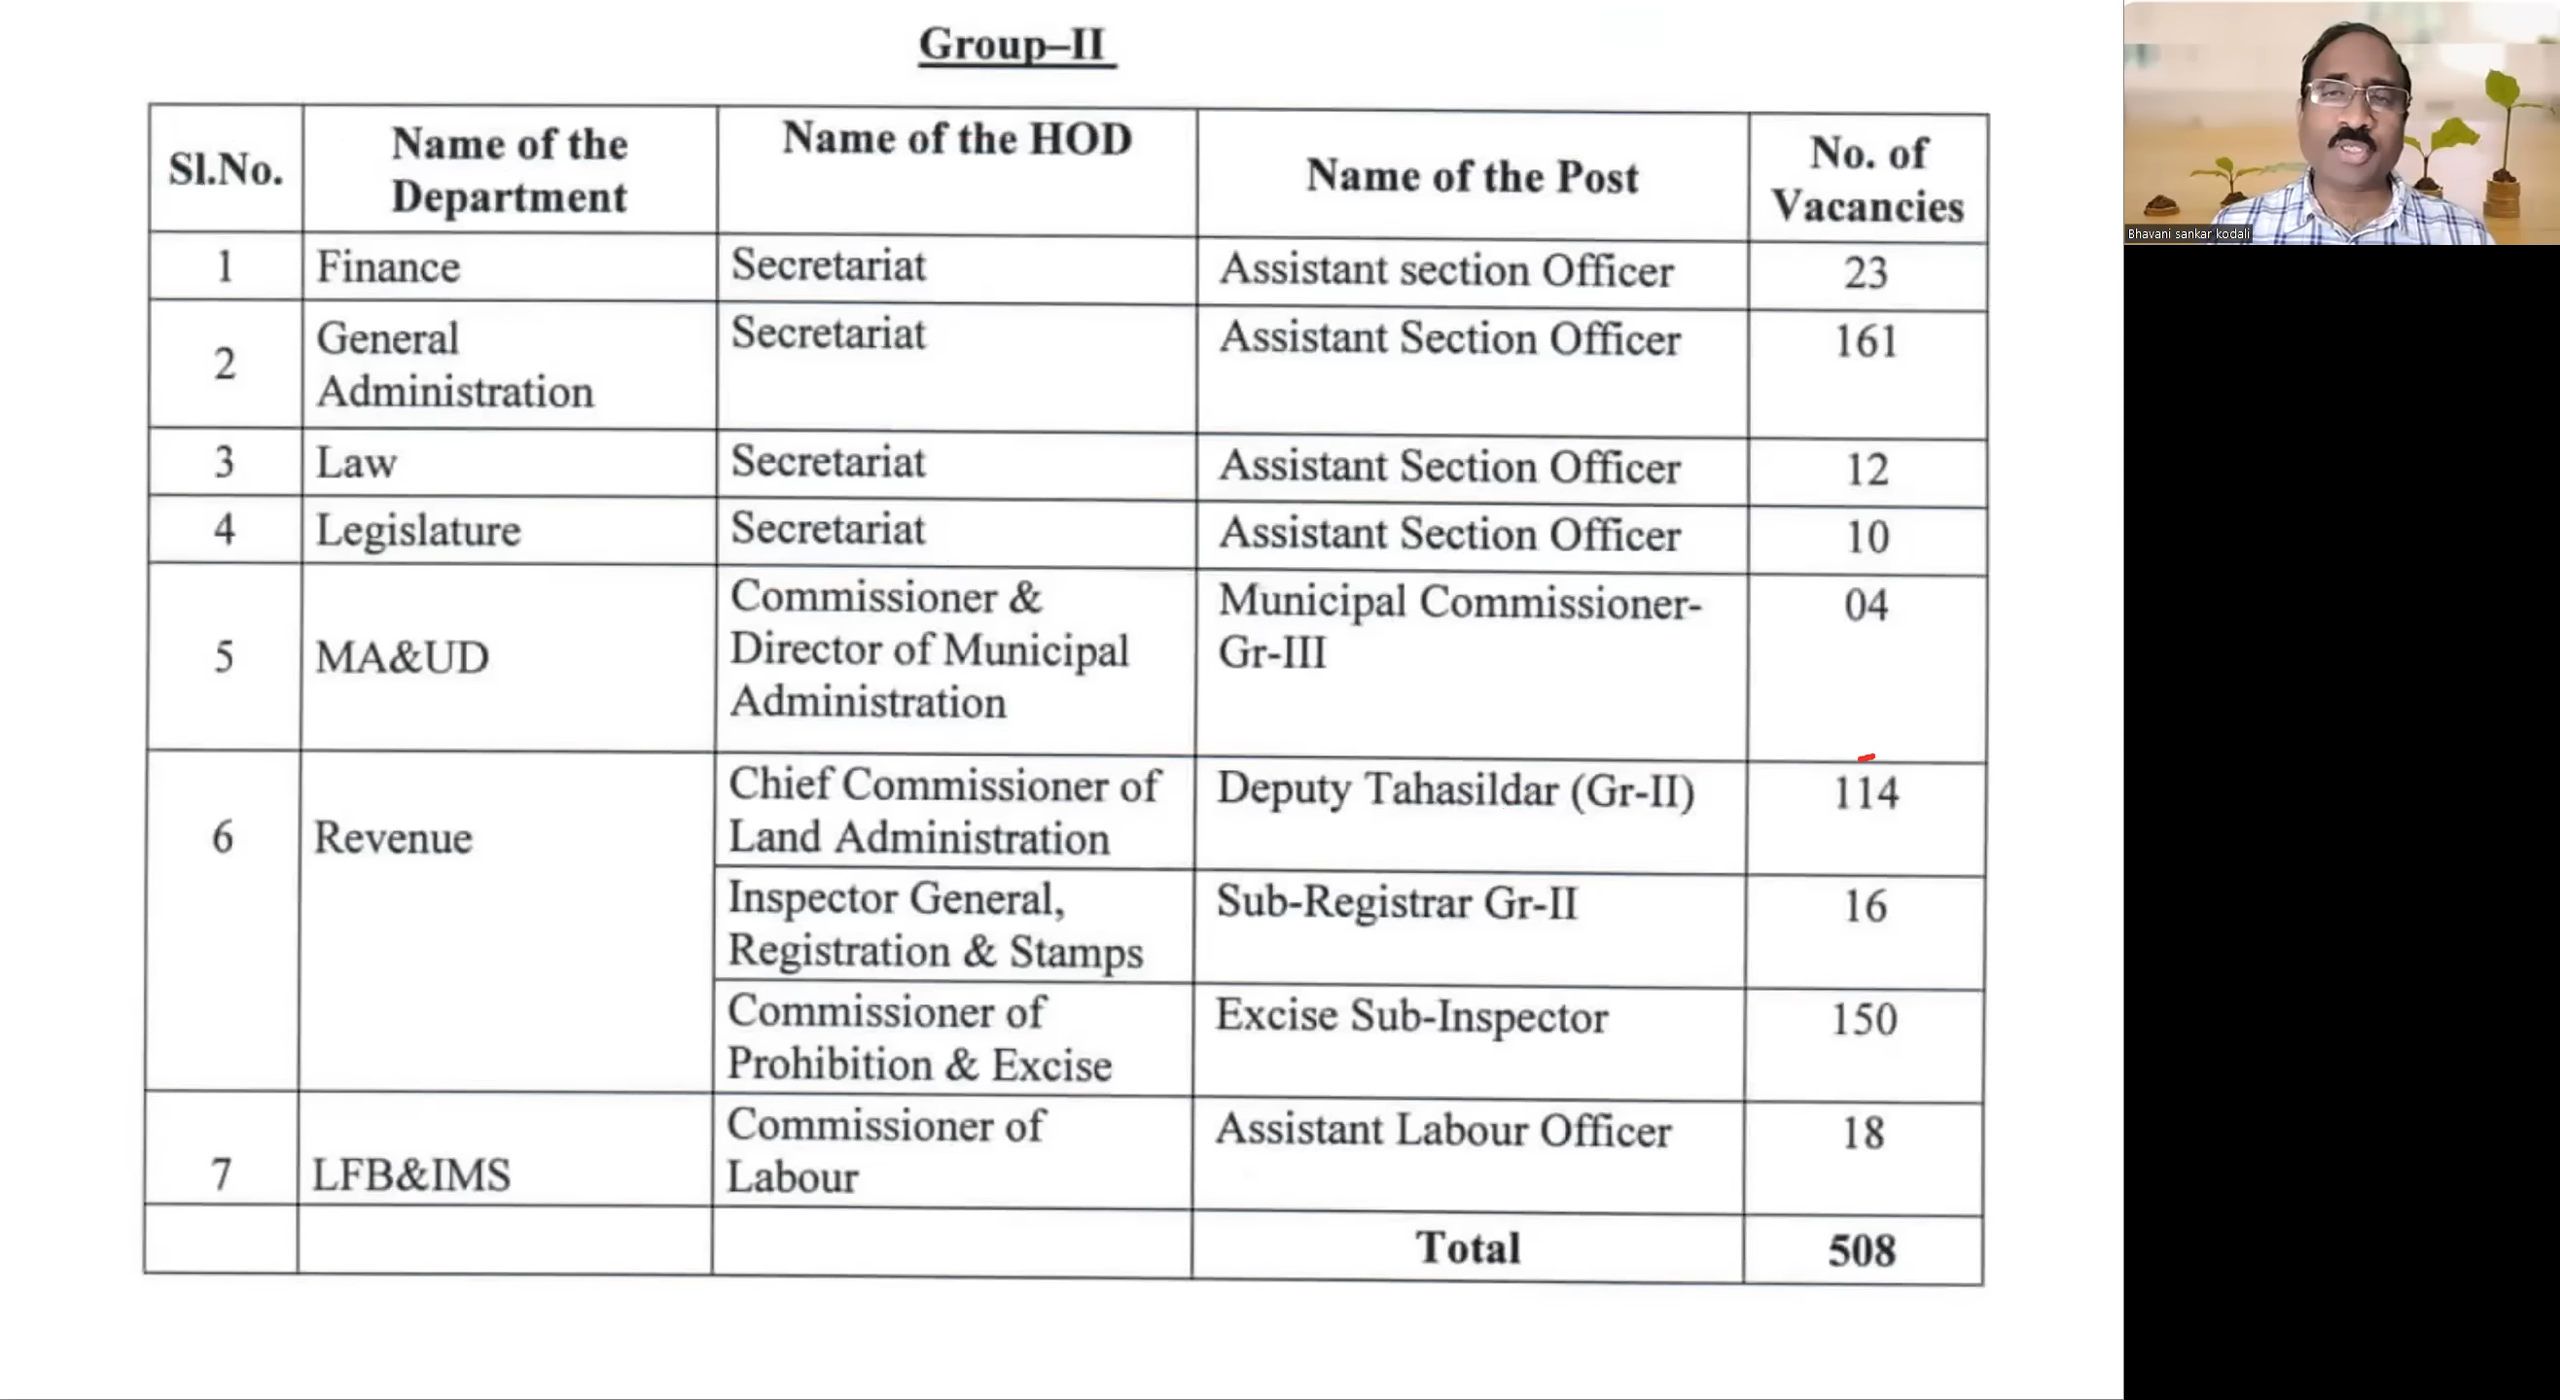 Group–II
Sl.No.
Name of the
Department
Name of the HOD
Name of the Post
No. of
Vacancies
1
Finance
Secretariat
Assistant section Officer
23
2
General
Administration
Secretariat
Assistant Section Officer
161
3
Law
Secretariat
Assistant Section Officer
12
4
Legislature
Secretariat
Assistant Section Officer
10
5
MA&UD
Commissioner &
Director of Municipal
Administration
Municipal Commissioner-
Gr-III
04
6
Revenue
Chief Commissioner of
Land Administration
Deputy Tahasildar (Gr-II)
114
Inspector General,
Registration & Stamps
Sub-Registrar Gr-II
16
Commissioner of
Prohibition & Excise
Excise Sub-Inspector
150
7
LFB&IMS
Commissioner of
Labour
Assistant Labour Officer
18
Total
508
Bhavani sankar kodali